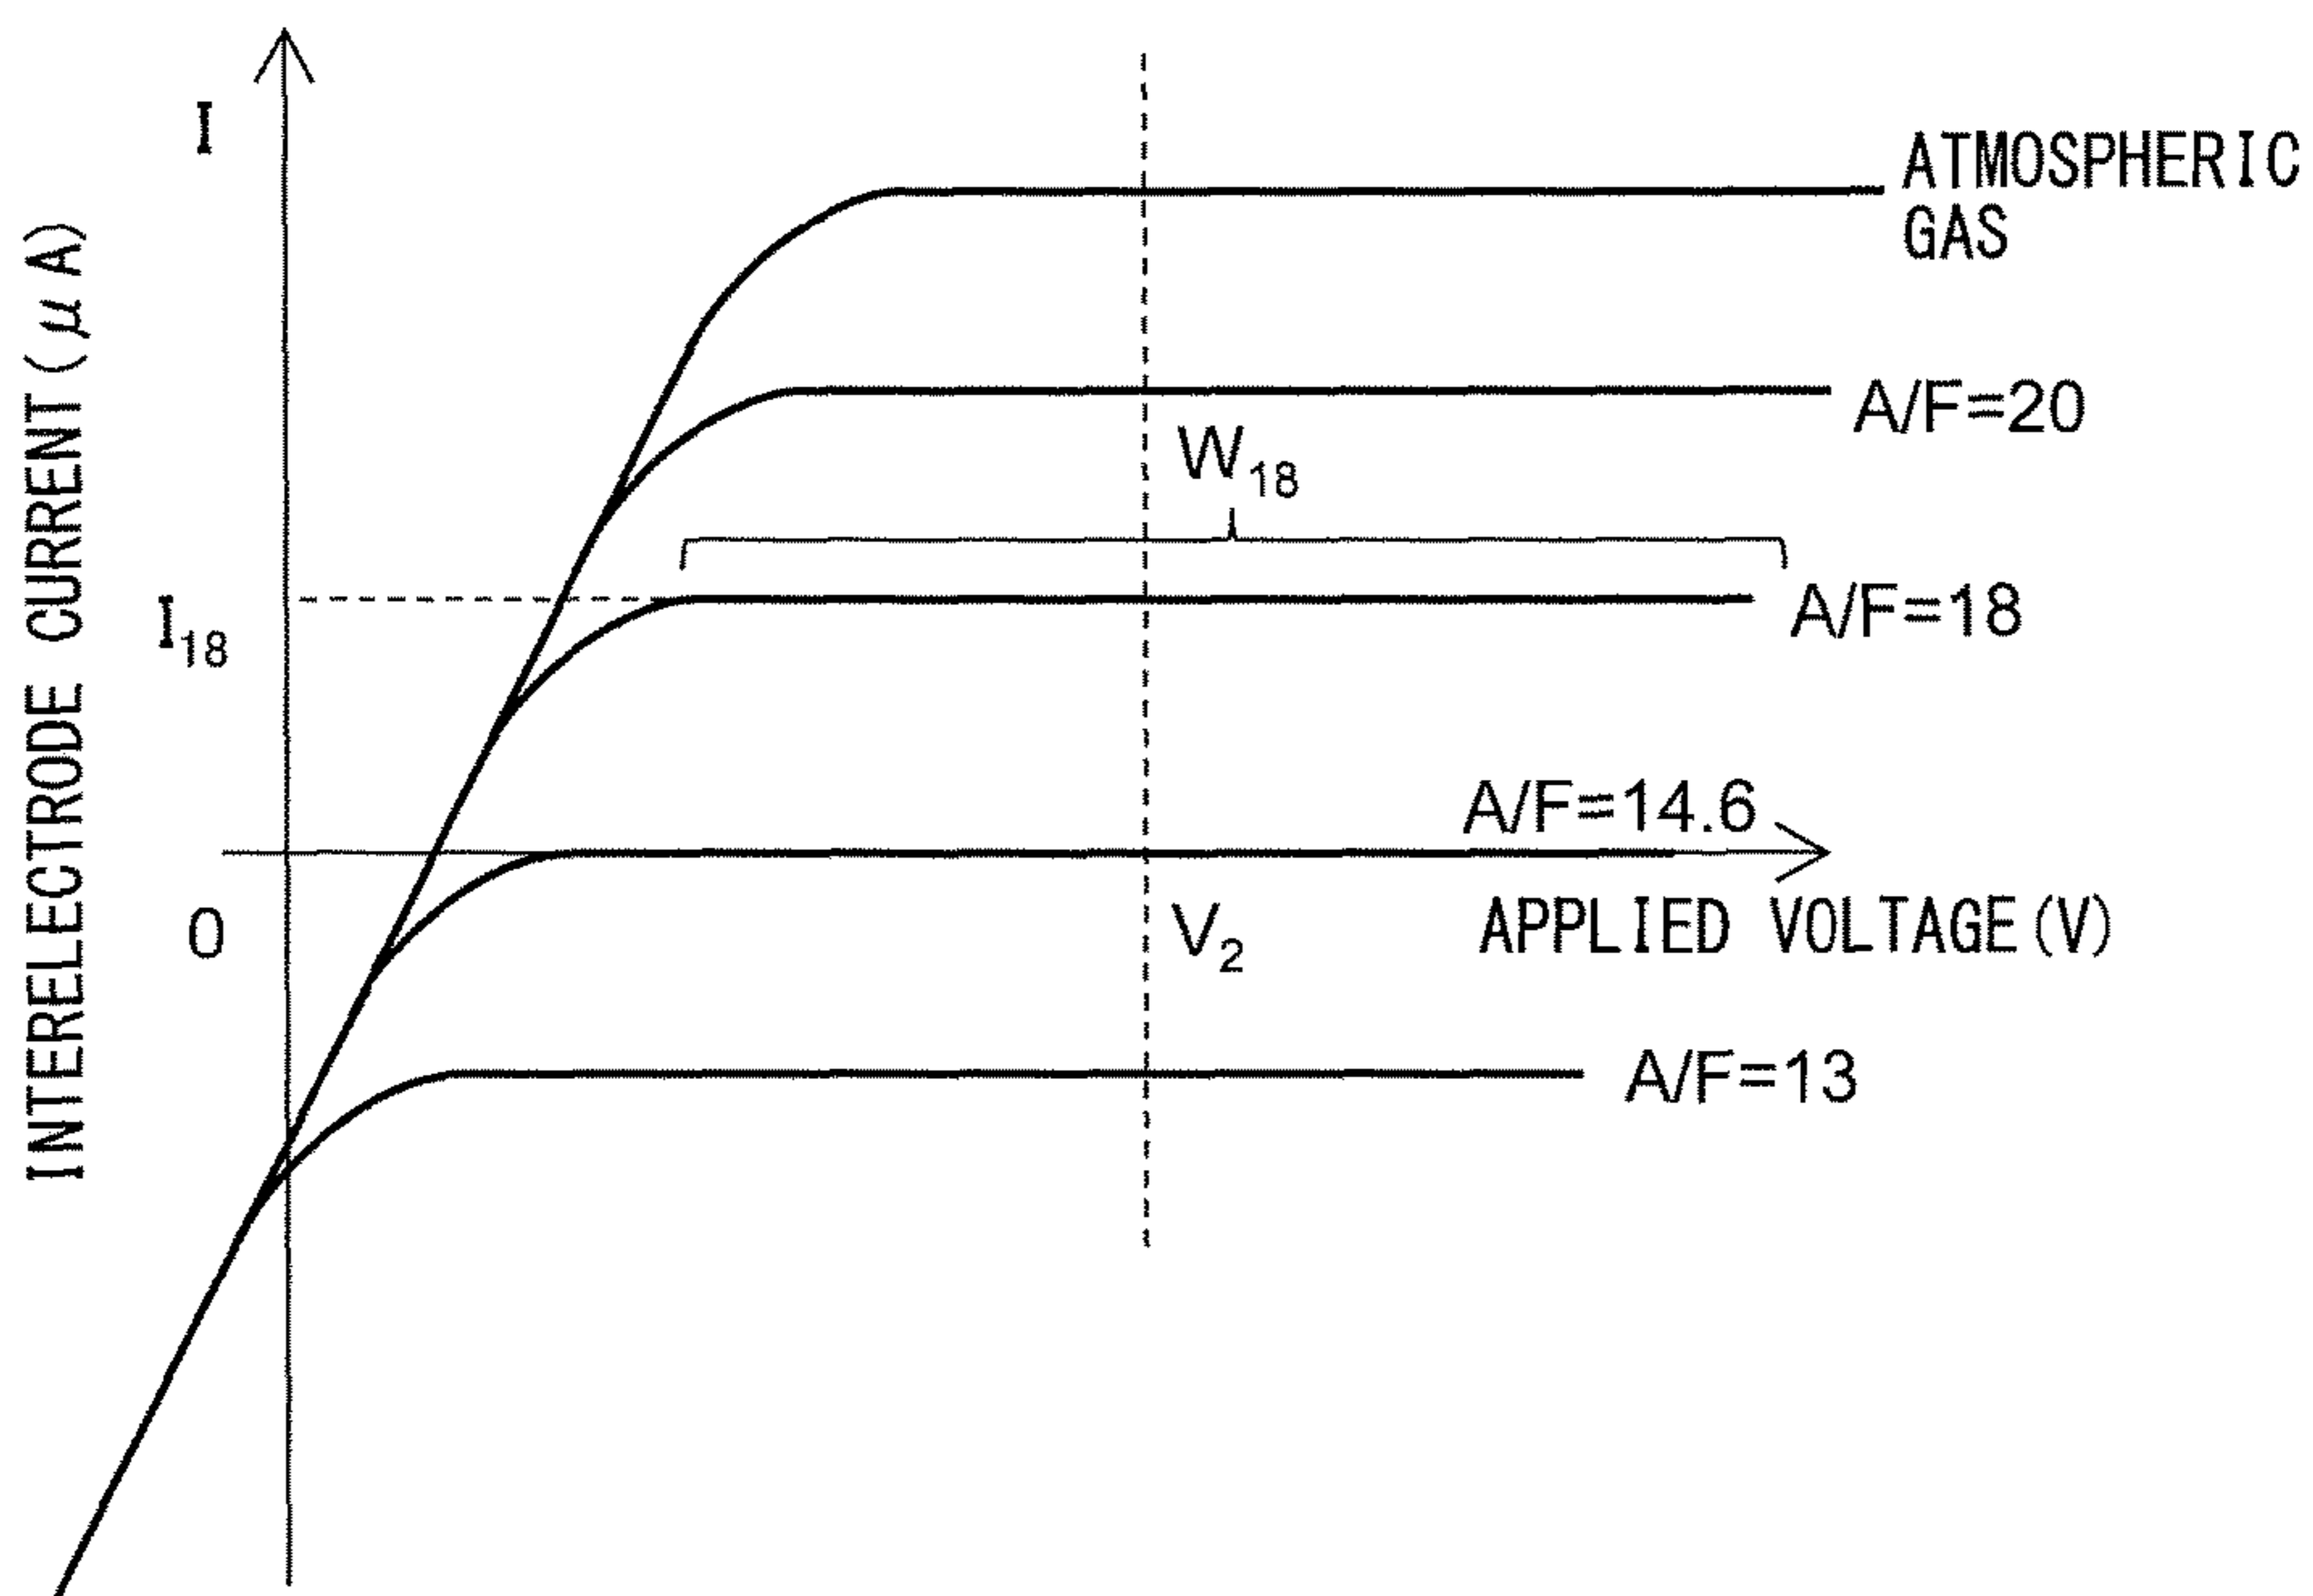 I
ATMOSPHERIC
GAS
INTERELECTRODE CURRENT (μA)
A/F=20
W18
I18
A/F=18
A/F=14.6
0
V2
APPLIED VOLTAGE (V)
A/F=13